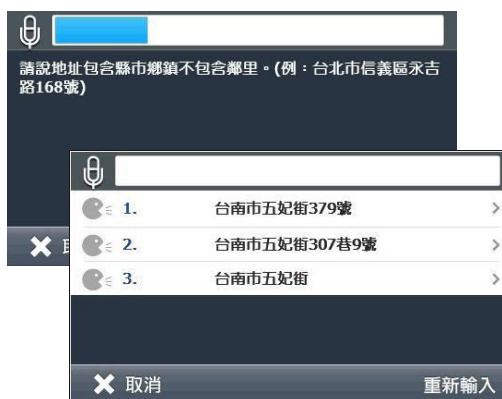 請說地址包含縣市鄉鎮不包含鄰里。(例：台北市信義區永吉
路168號)
1. 台南市五妃街379號
2. 台南市五妃街307巷9號
3. 台南市五妃街
取消 重新輸入